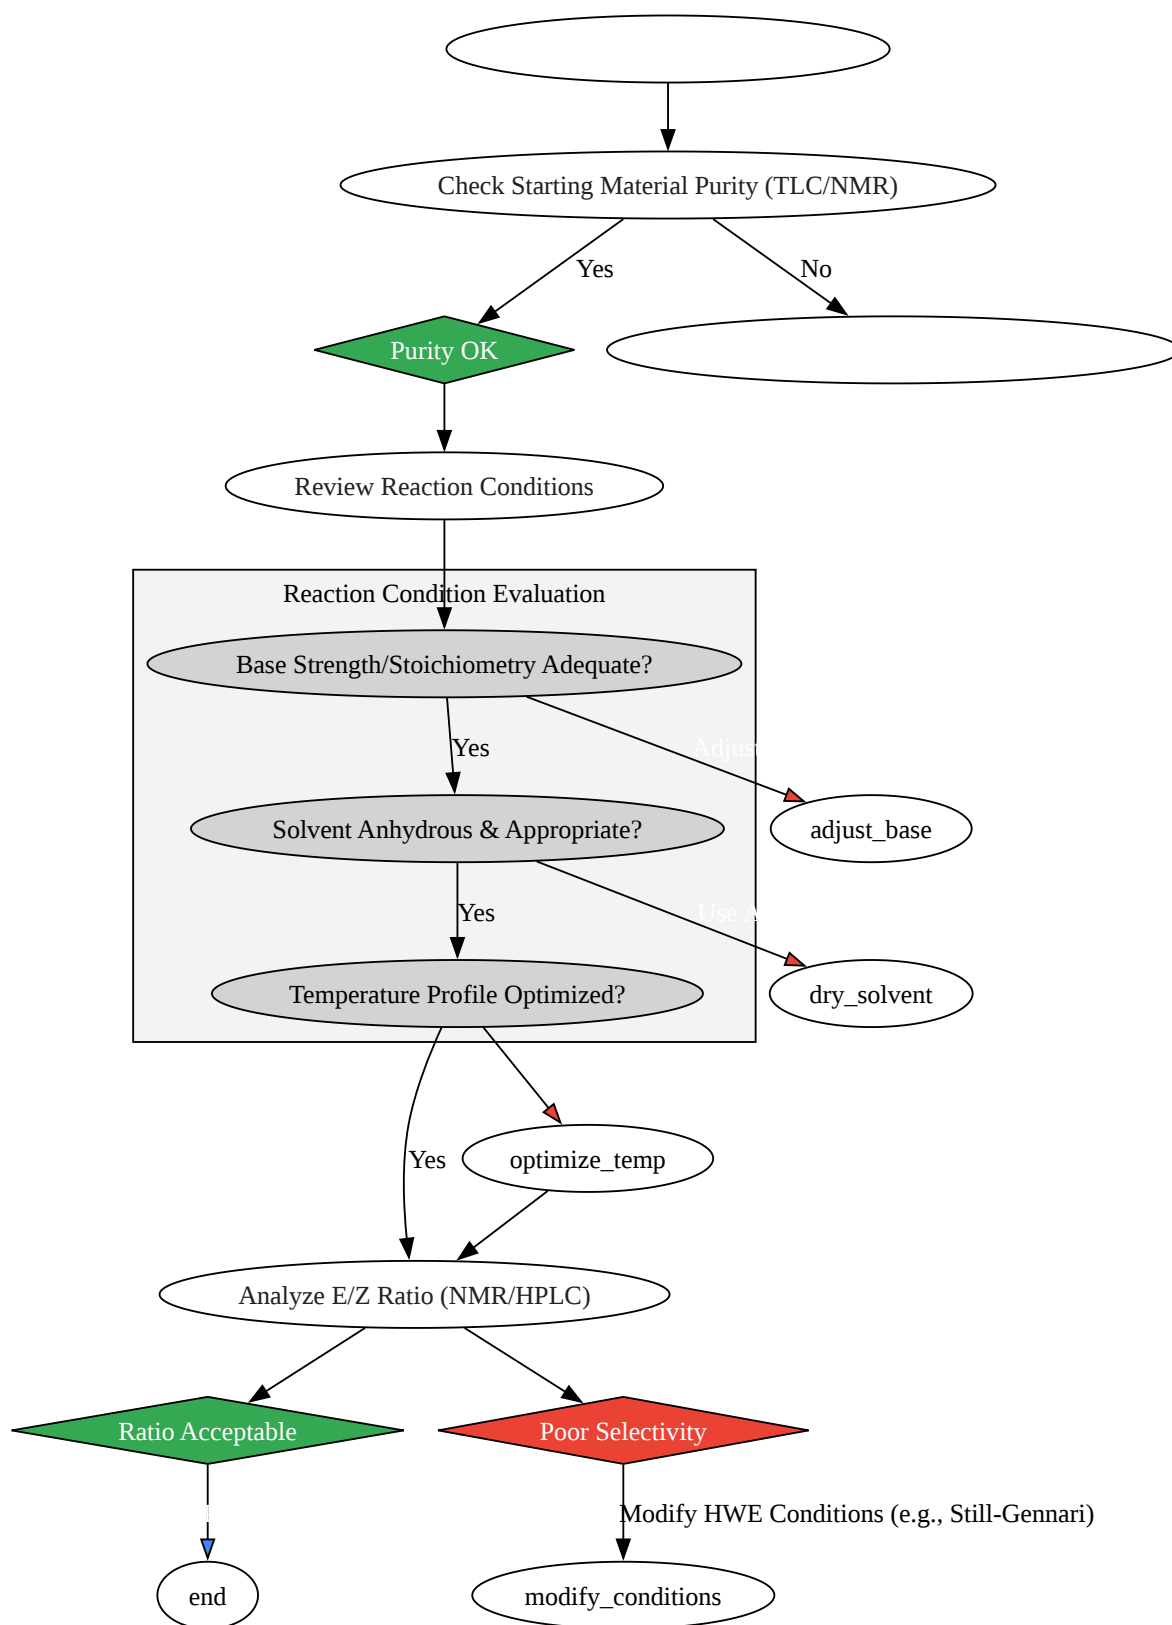 Check Starting Material Purity (TLC/NMR)
Yes
No
Purity OK
Review Reaction Conditions
Reaction Condition Evaluation
Base Strength/Stoichiometry Adequate?
Yes
Adjust
Solvent Anhydrous & Appropriate?
adjust_base
Yes
Use A
Temperature Profile Optimized?
dry_solvent
Yes
optimize_temp
Analyze E/Z Ratio (NMR/HPLC)
Ratio Acceptable
Poor Selectivity
Modify HWE Conditions (e.g., Still-Gennari)
end
modify_conditions